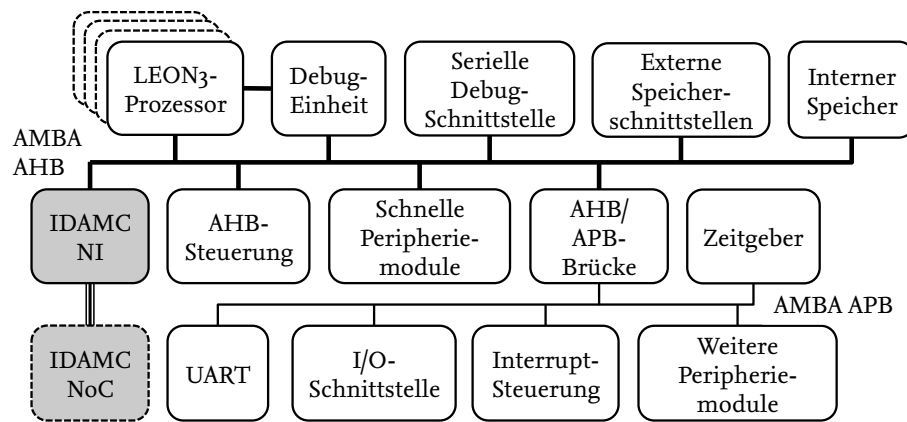 LEON3-
Prozessor
Debug-
Einheit
Serielle
Debug-
Schnittstelle
Externe
Speicher-
schnittstellen
Interner
Speicher
AMBA
AHB
IDAMC
NI
AHB-
Steuerung
Schnelle
Peripherie-
module
AHB/
APB-
Brücke
Zeitgeber
AMBA APB
IDAMC
NoC
UART
I/O-
Schnittstelle
Interrupt-
Steuerung
Weitere
Peripherie-
module